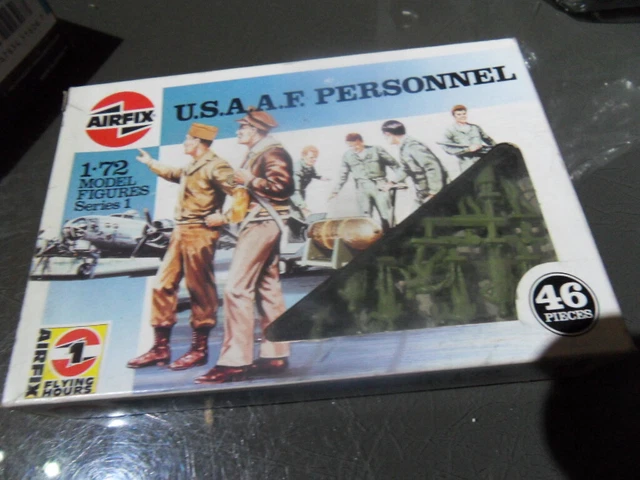 AIRFIX
U.S.A.A.F. PERSONNEL
1·72
MODEL
FIGURES
Series 1
46
PIECES
AIRFIX
1
FLYING
HOURS